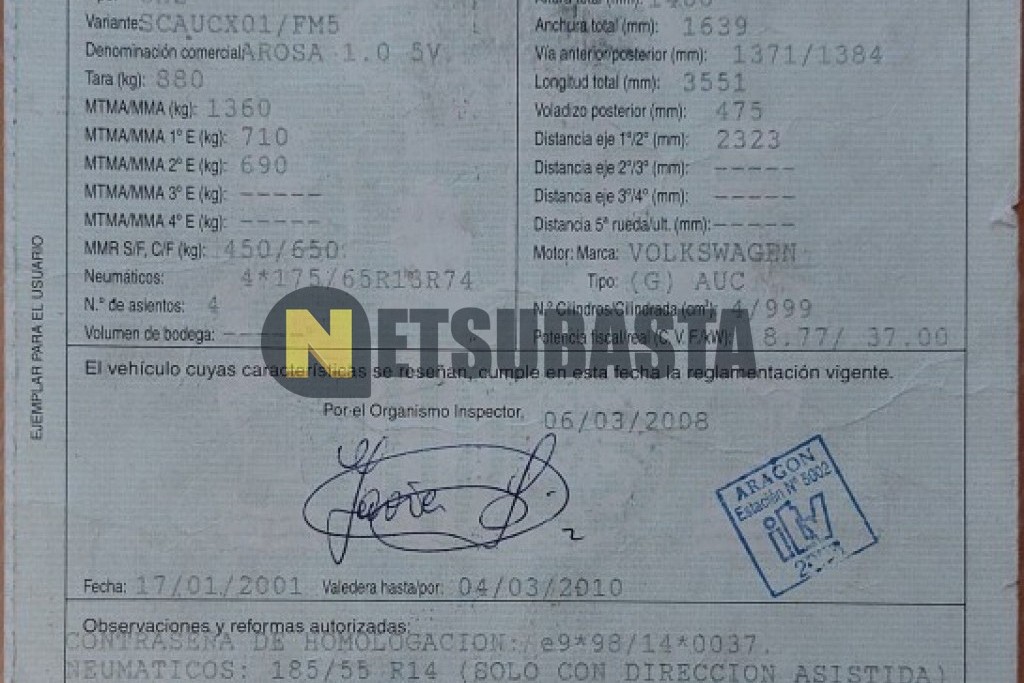 Variante: SCAUCX01/FM5
Denominación comercial: AROSA 1.0 5V.
Tara (kg): 880
MTMA/MMA (kg): 1360
MTMA/MMA 1º E (kg): 710
MTMA/MMA 2º E (kg): 690
MTMA/MMA 3º E (kg): -----
MTMA/MMA 4º E (kg): -----
MMR S/F, C/F (kg): 450/650
Neumáticos: 4*175/65R13R74
N.º de asientos: 4
Volumen de bodega: -----
Anchura total (mm): 1639
Vía anterior/posterior (mm): 1371/1384
Longitud total (mm): 3551
Voladizo posterior (mm): 475
Distancia eje 1º/2º (mm): 2323
Distancia eje 2º/3º (mm): -----
Distancia eje 3º/4º (mm): -----
Distancia 5ª rueda/ult. (mm): -----
Motor: Marca: VOLKSWAGEN
Tipo: (G) AUC
N.º Cilindros/Cilindrada (cm³): 4/999
Potencia fiscal/real (C.V.F./kW): 8.77/ 37.00
NETSUBASTA
El vehículo cuyas características se reseñan, cumple en esta fecha la reglamentación vigente.
Por el Organismo Inspector, 06/03/2008
ARAGON
Estación Nº 5002
itv
Fecha: 17/01/2001 Valedera hasta/por: 04/03/2010
Observaciones y reformas autorizadas:
CONTRASEÑA DE HOMOLOGACION: e9*98/14*0037.
NEUMATICOS: 185/55 R14 (SOLO CON DIRECCION ASISTIDA)
EJEMPLAR PARA EL USUARIO